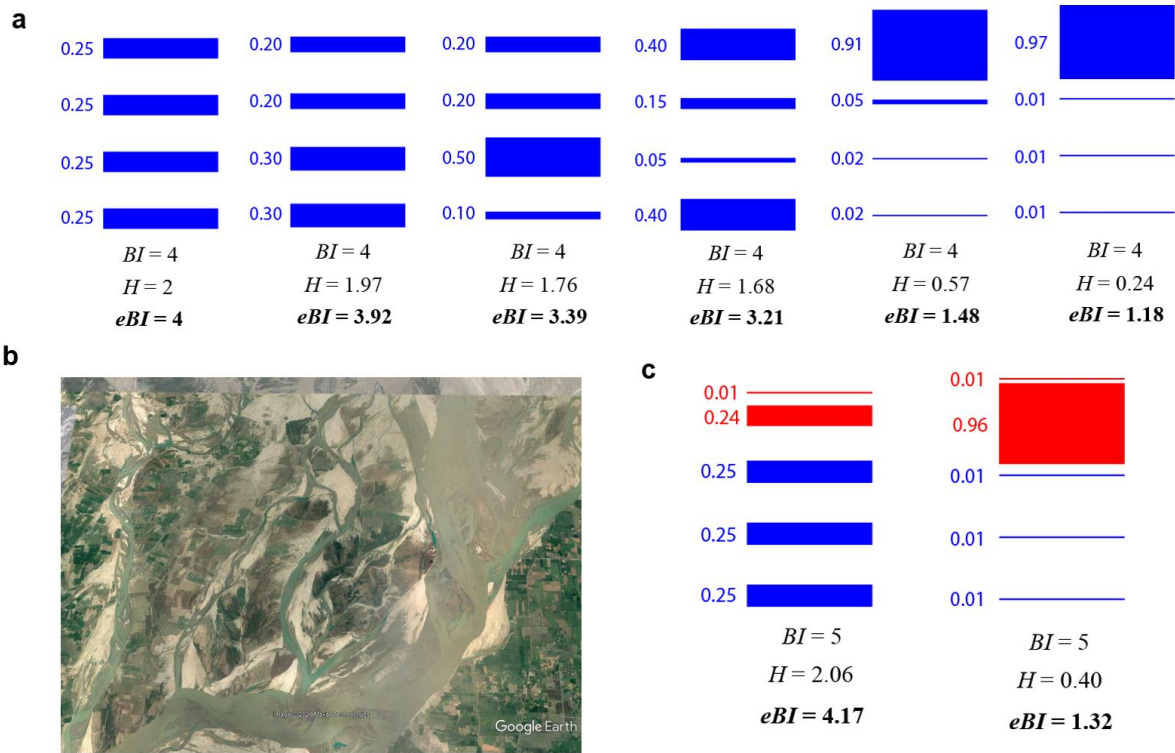 a
0.25 0.20 0.20 0.40 0.91 0.97
0.25 0.20 0.20 0.15 0.05 0.01
0.25 0.30 0.50 0.05 0.02 0.01
0.25 0.30 0.10 0.40 0.02 0.01
BI = 4 BI = 4 BI = 4 BI = 4 BI = 4 BI = 4
H = 2 H = 1.97 H = 1.76 H = 1.68 H = 0.57 H = 0.24
eBI = 4 eBI = 3.92 eBI = 3.39 eBI = 3.21 eBI = 1.48 eBI = 1.18
b
Google Earth
c
0.01 0.01
0.24 0.96
0.25 0.01
0.25 0.01
0.25 0.01
BI = 5 BI = 5
H = 2.06 H = 0.40
eBI = 4.17 eBI = 1.32